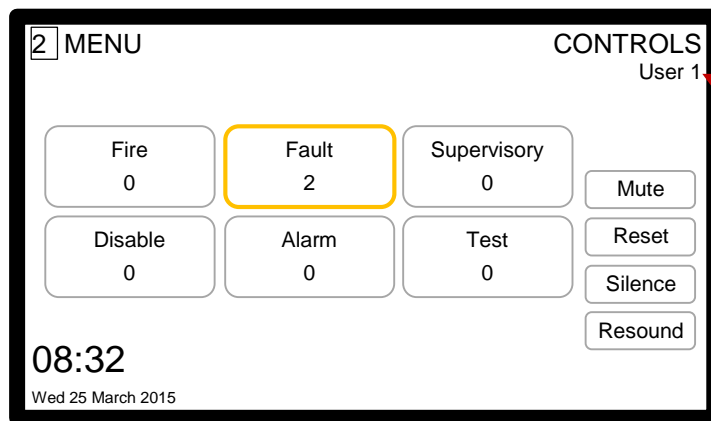 2 MENU CONTROLS
User 1
Fire Fault Supervisory
0 2 0
Mute
Disable Alarm Test Reset
0 0 0
Silence
Resound
08:32
Wed 25 March 2015